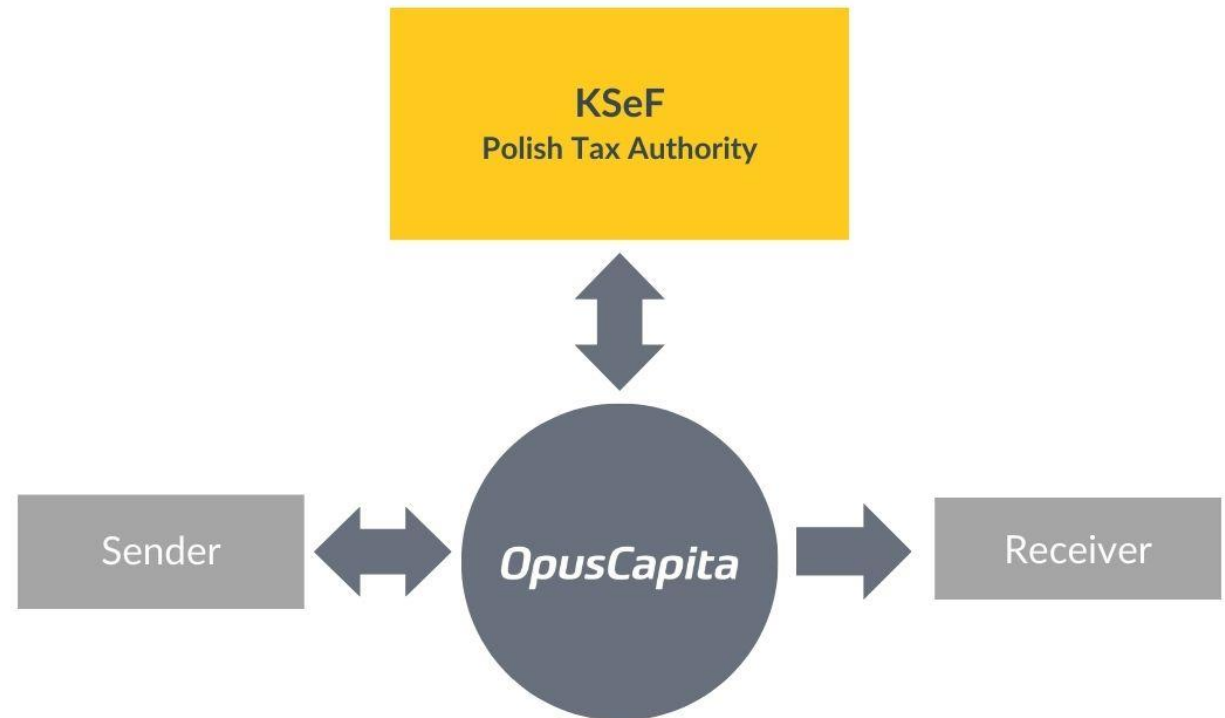 KSeF
Polish Tax Authority
Sender
OpusCapita
Receiver